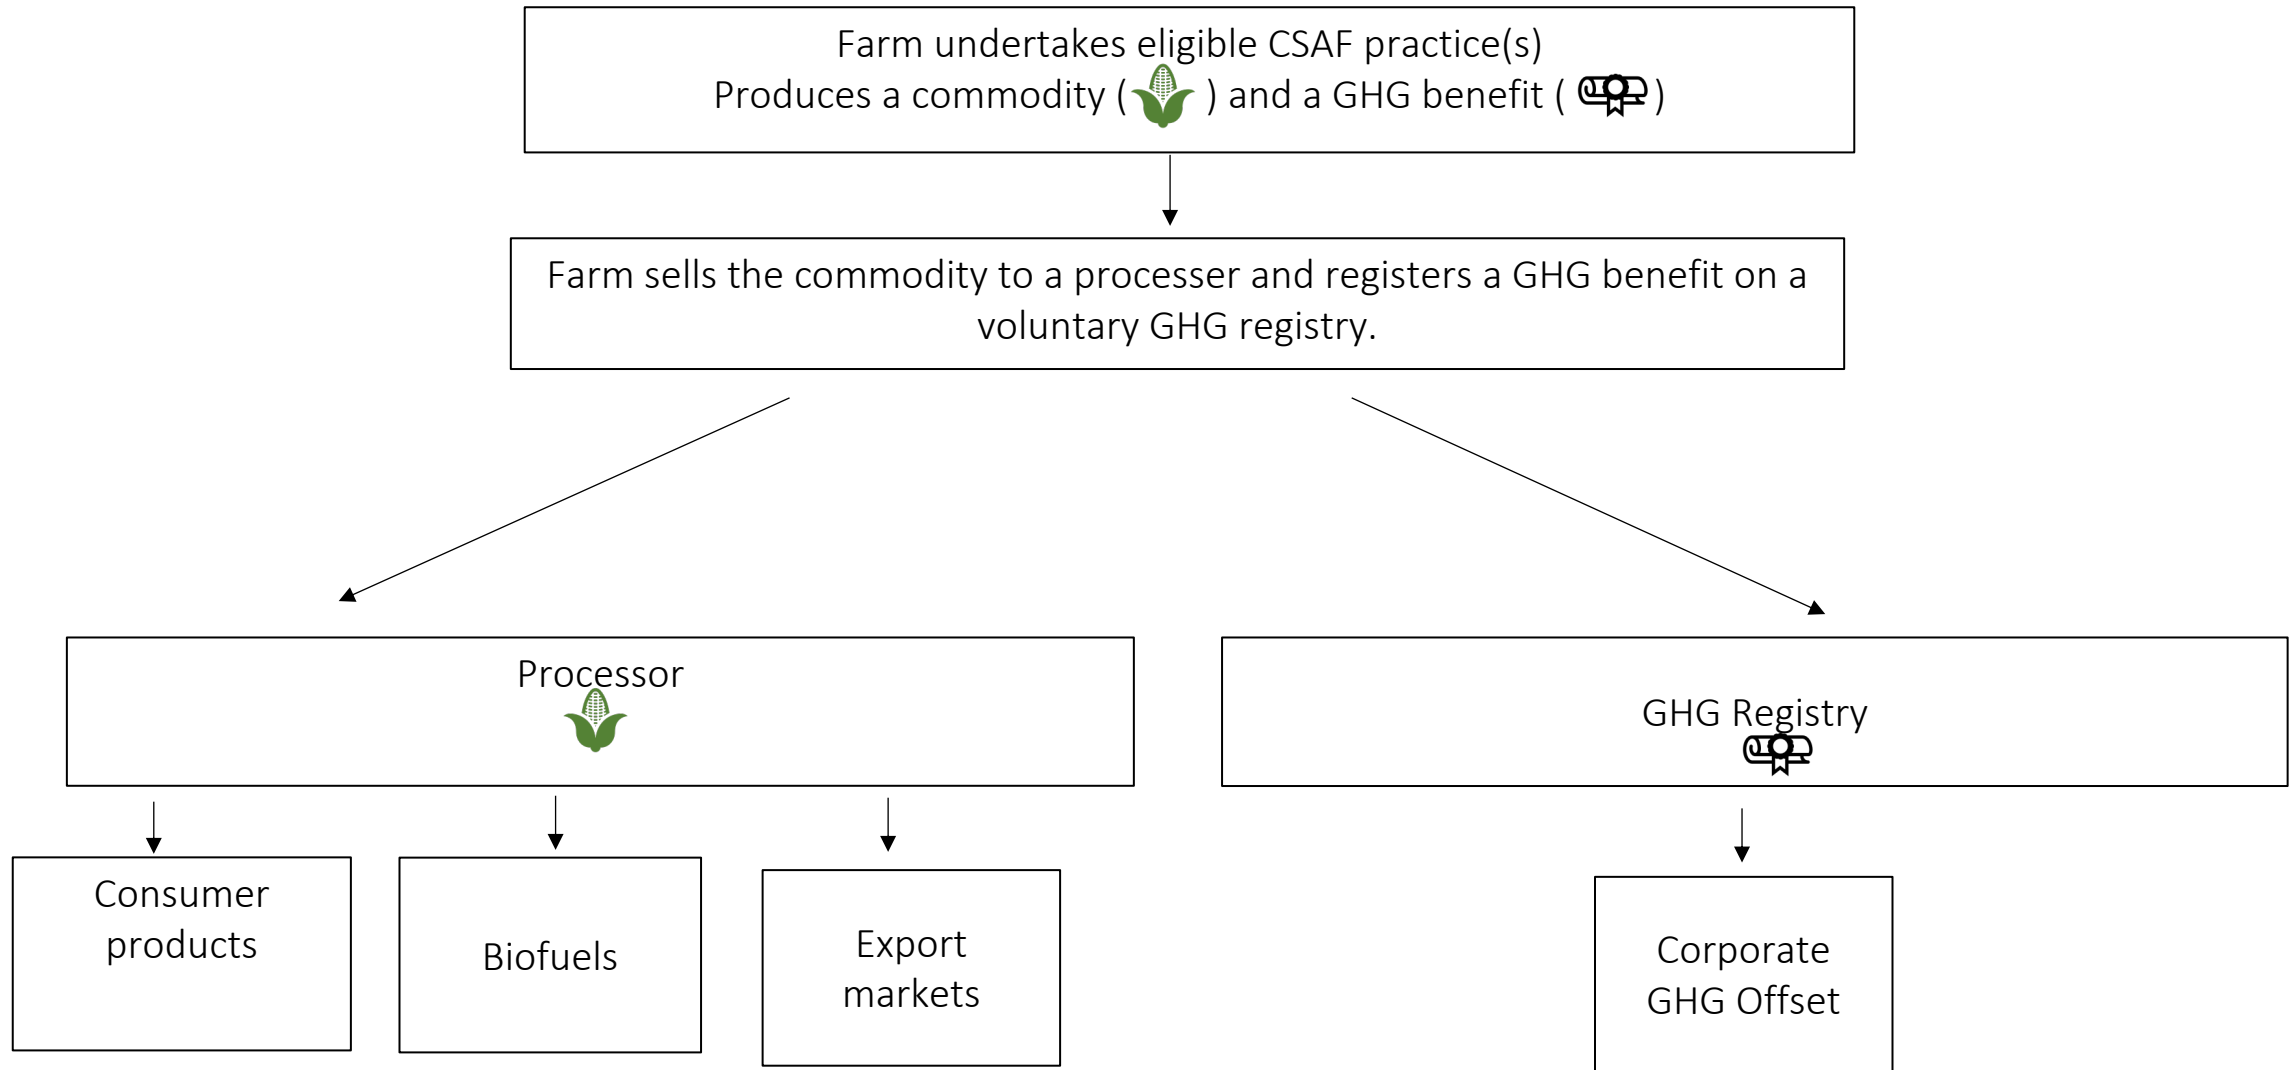 Farm undertakes eligible CSAF practice(s)
Produces a commodity ( ) and a GHG benefit ( )
Farm sells the commodity to a processer and registers a GHG benefit on a
voluntary GHG registry.
Processor
GHG Registry
Consumer
products
Biofuels
Export
markets
Corporate
GHG Offset